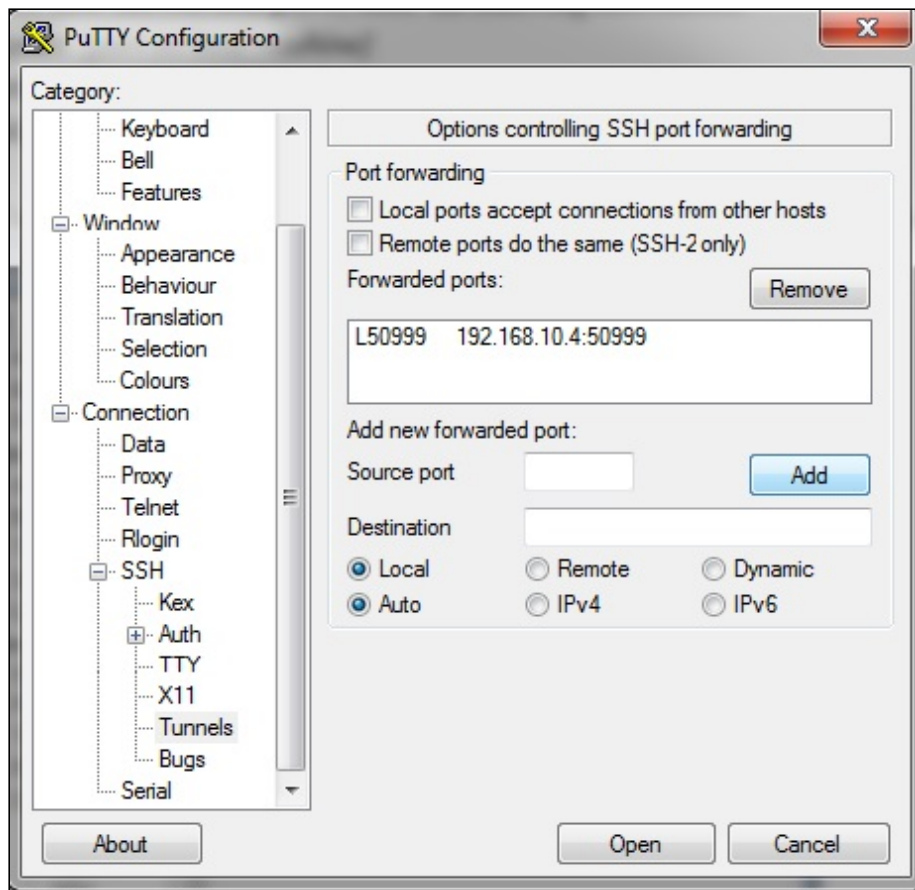 PuTTY Configuration
Category:
Keyboard
Bell
Features
Window
Appearance
Behaviour
Translation
Selection
Colours
Connection
Data
Proxy
Telnet
Rlogin
SSH
Kex
Auth
TTY
X11
Tunnels
Bugs
Serial
Options controlling SSH port forwarding
Port forwarding
Local ports accept connections from other hosts
Remote ports do the same (SSH-2 only)
Forwarded ports:
Remove
L50999 192.168.10.4:50999
Add new forwarded port:
Source port
Add
Destination
Local Remote Dynamic
Auto IPv4 IPv6
About Open Cancel